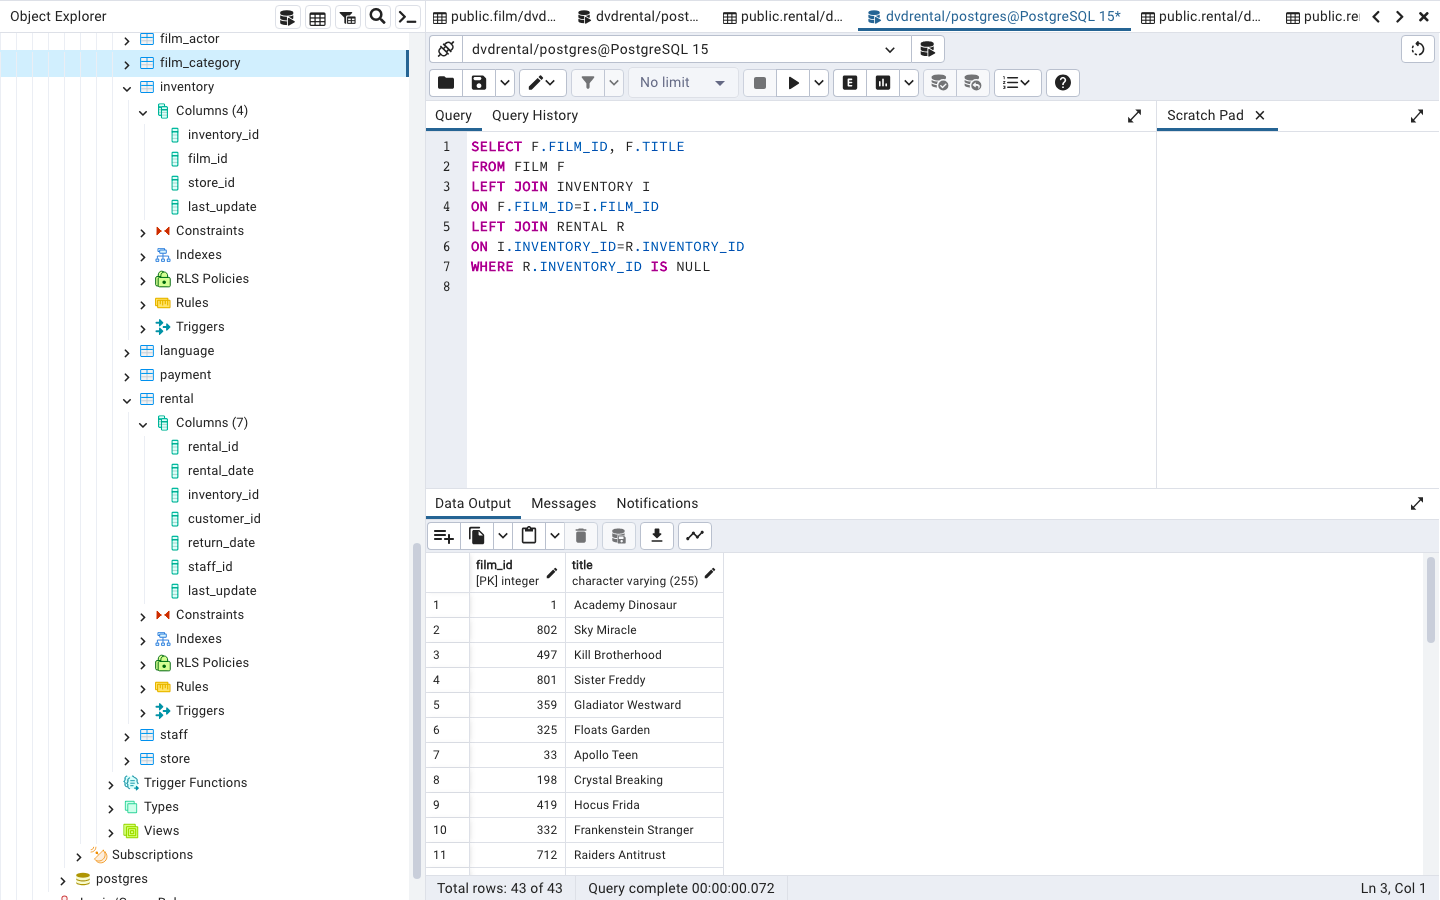 Object Explorer
film_actor
film_category
inventory
Columns (4)
inventory_id
film_id
store_id
last_update
Constraints
Indexes
RLS Policies
Rules
Triggers
language
payment
rental
Columns (7)
rental_id
rental_date
inventory_id
customer_id
return_date
staff_id
last_update
Constraints
Indexes
RLS Policies
Rules
Triggers
staff
store
Trigger Functions
Types
Views
Subscriptions
postgres
public.film/dvd... dvdrental/post... public.rental/d... dvdrental/postgres@PostgreSQL 15* public.rental/d... public.re
dvdrental/postgres@PostgreSQL 15
No limit
Query Query History
Scratch Pad
1 SELECT F.FILM_ID, F.TITLE
2 FROM FILM F
3 LEFT JOIN INVENTORY I
4 ON F.FILM_ID=I.FILM_ID
5 LEFT JOIN RENTAL R
6 ON I.INVENTORY_ID=R.INVENTORY_ID
7 WHERE R.INVENTORY_ID IS NULL
8
Data Output Messages Notifications
film_id title
[PK] integer character varying (255)
1 1 Academy Dinosaur
2 802 Sky Miracle
3 497 Kill Brotherhood
4 801 Sister Freddy
5 359 Gladiator Westward
6 325 Floats Garden
7 33 Apollo Teen
8 198 Crystal Breaking
9 419 Hocus Frida
10 332 Frankenstein Stranger
11 712 Raiders Antitrust
Total rows: 43 of 43 Query complete 00:00:00.072 Ln 3, Col 1